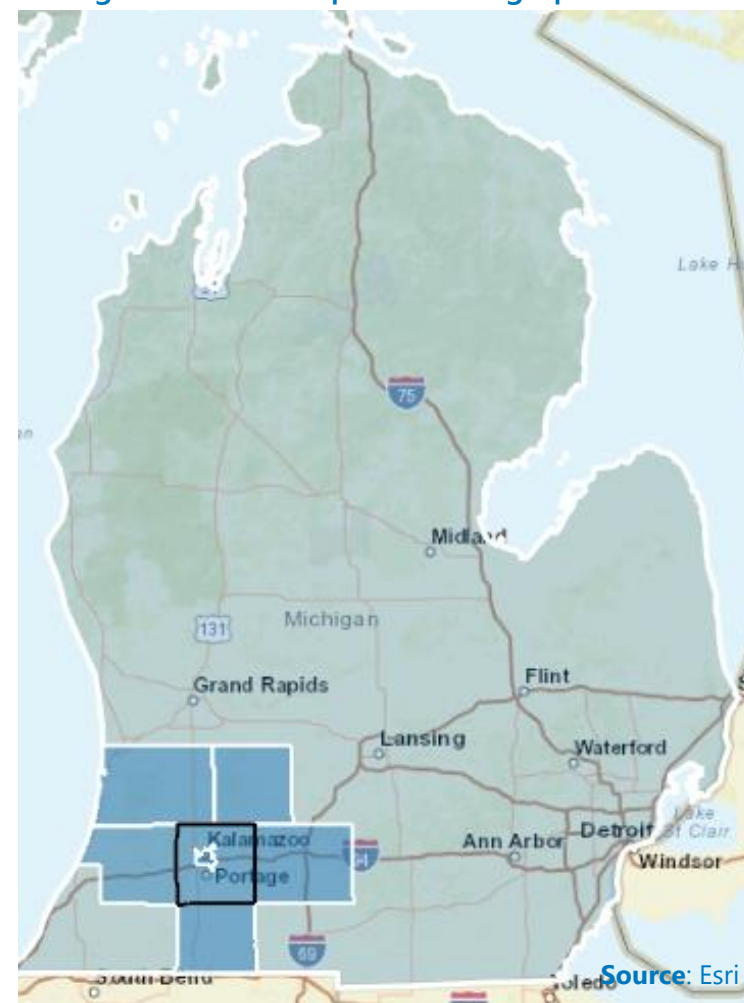 Lake
75
Midland
Michigan
131
Grand Rapids
Flint
Lansing
Waterford
Lake
St Clair
Detroit
Ann Arbor
Windsor
Kalamazoo
94
Portage
69
Toledo
Source: Esri